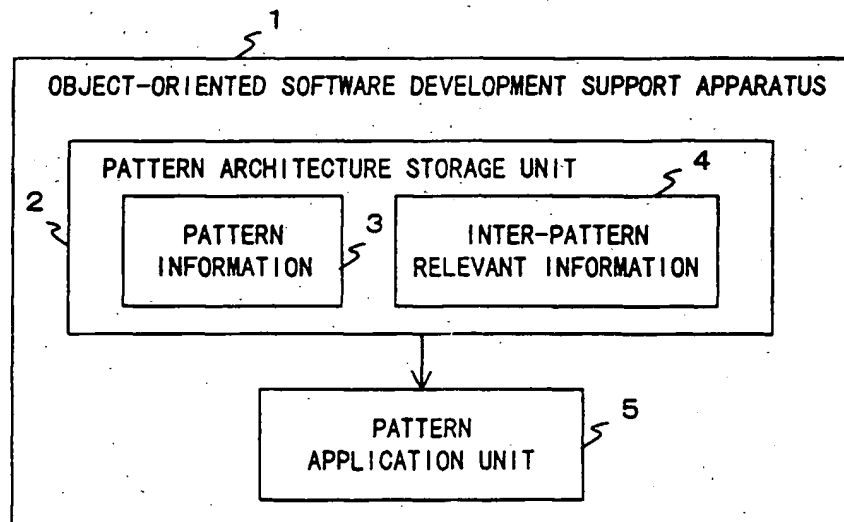 1
OBJECT-ORIENTED SOFTWARE DEVELOPMENT SUPPORT APPARATUS
PATTERN ARCHITECTURE STORAGE UNIT
4
2
3
PATTERN
INFORMATION
INTER-PATTERN
RELEVANT INFORMATION
5
PATTERN
APPLICATION UNIT